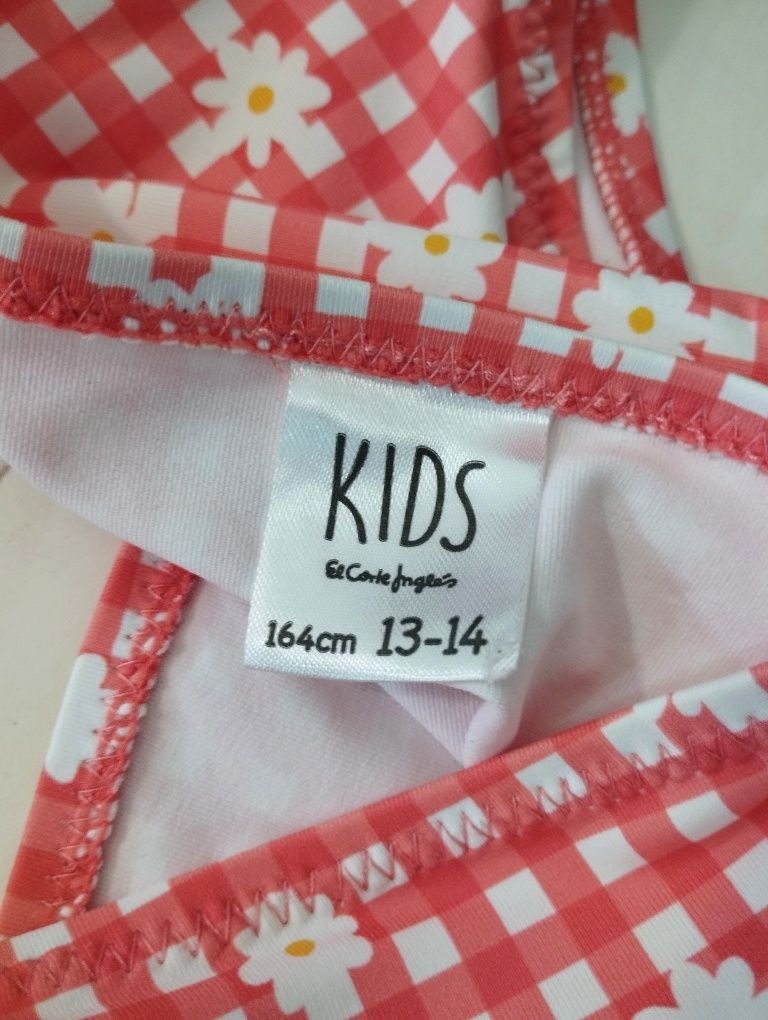 KIDS
El Corte Inglés
164cm 13-14